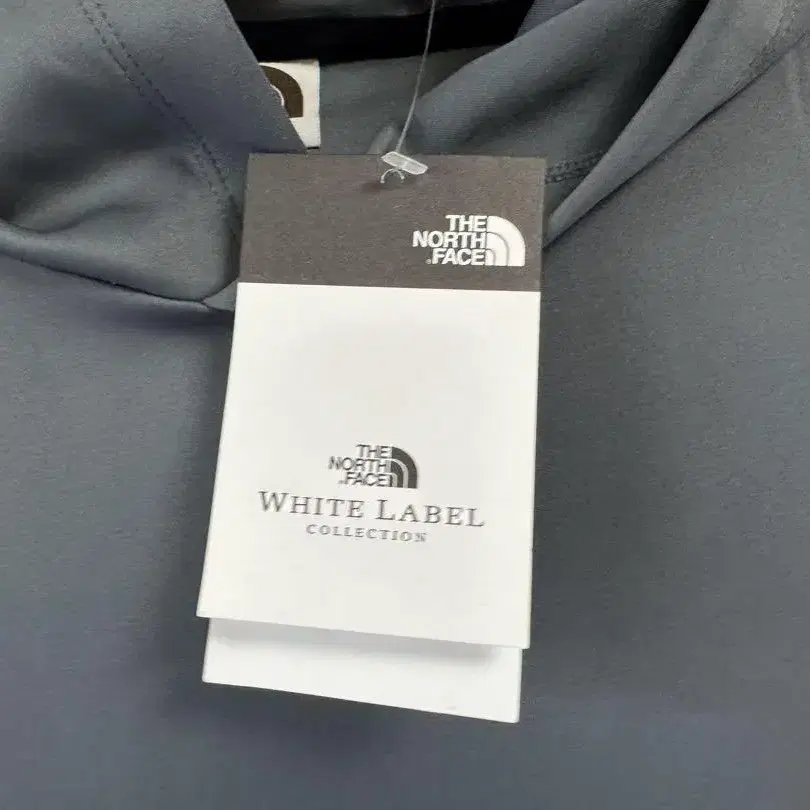 THE
NORTH
FACE
THE
NORTH
FACE
WHITE LABEL
COLLECTION